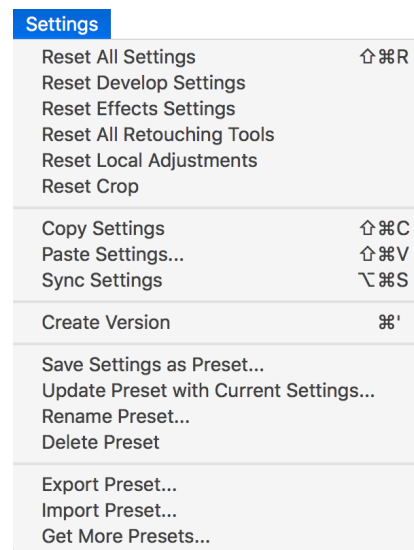 Settings
Reset All Settings ⇧⌘R
Reset Develop Settings
Reset Effects Settings
Reset All Retouching Tools
Reset Local Adjustments
Reset Crop
Copy Settings ⇧⌘C
Paste Settings... ⇧⌘V
Sync Settings ⌥⌘S
Create Version ⌘'
Save Settings as Preset...
Update Preset with Current Settings...
Rename Preset...
Delete Preset
Export Preset...
Import Preset...
Get More Presets...